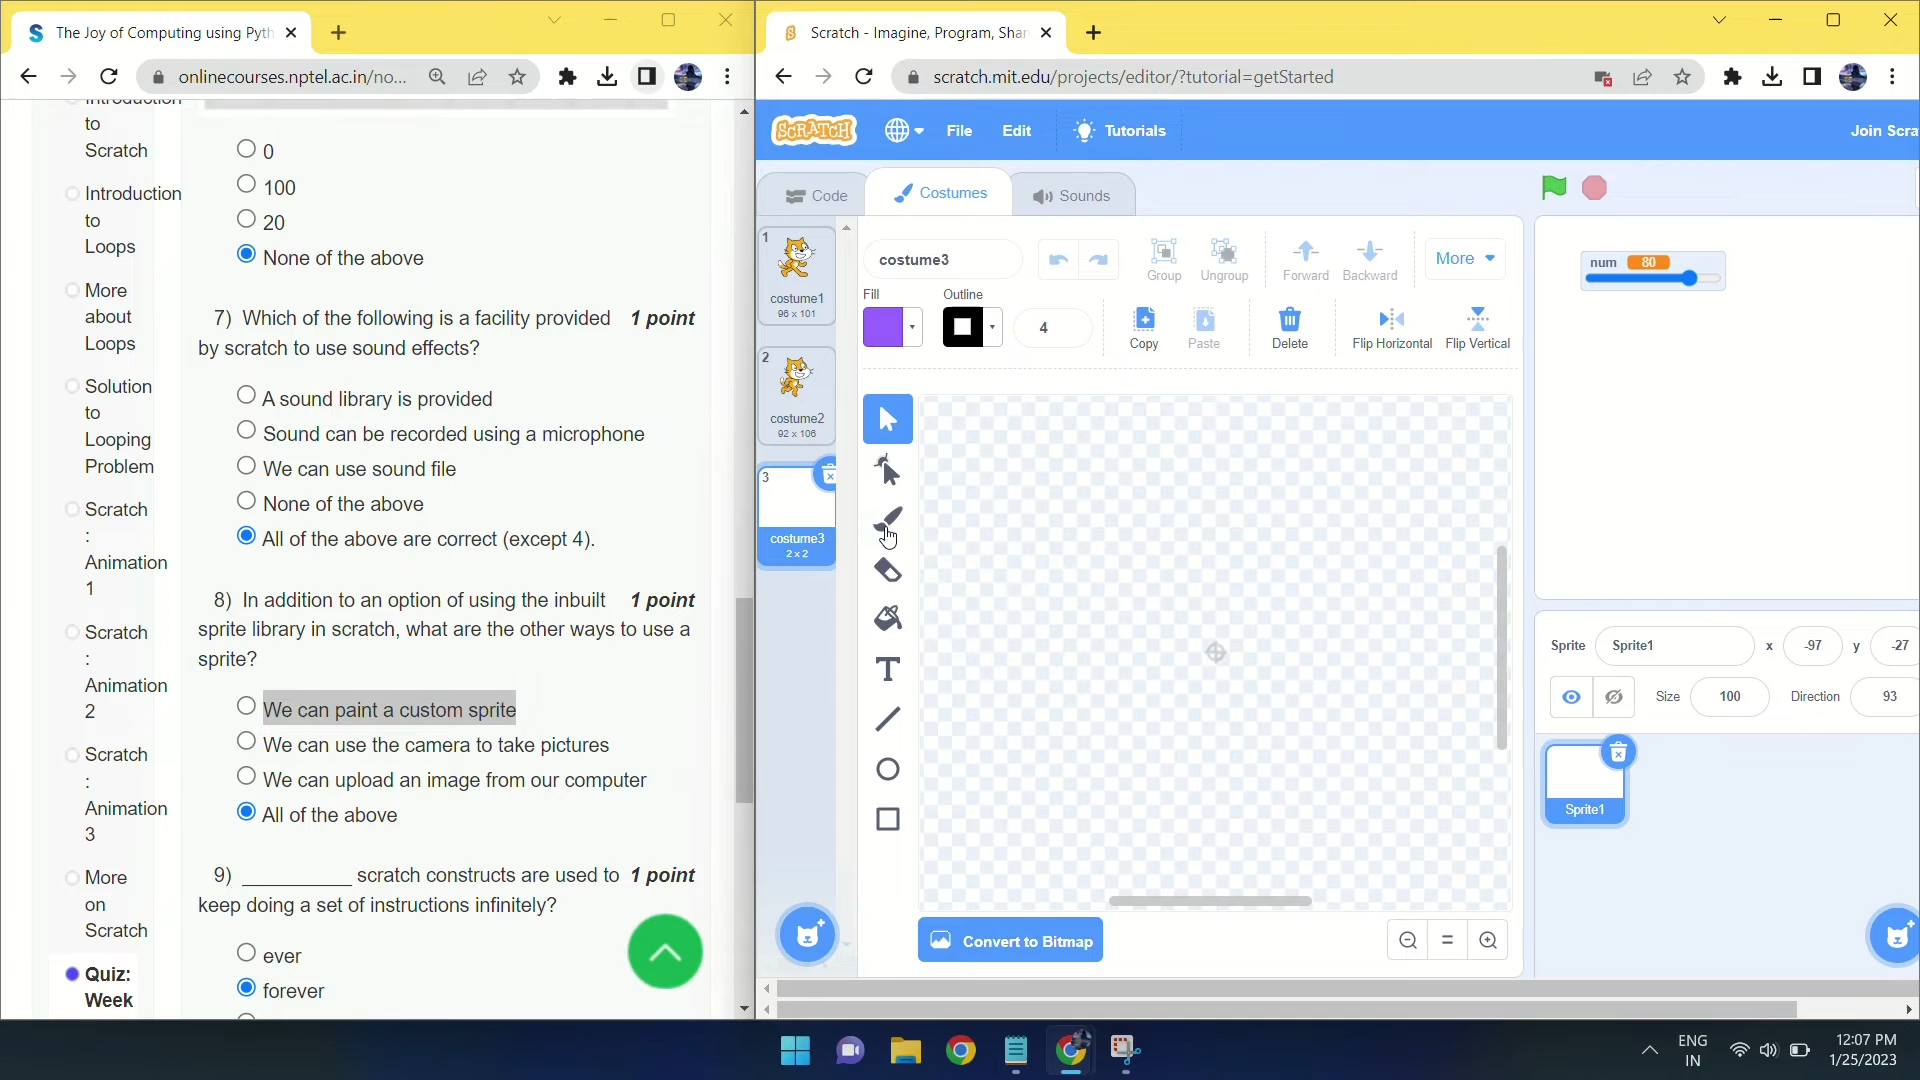 The Joy of Computing using Pyth
onlinecourses.nptel.ac.in/no...
Introduction
to
Scratch
Introduction
to
Loops
More
about
Loops
Solution
to
Looping
Problem
Scratch
:
Animation
1
Scratch
:
Animation
2
Scratch
:
Animation
3
More
on
Scratch
Quiz:
Week
0
100
20
None of the above
7) Which of the following is a facility provided 1 point
by scratch to use sound effects?
A sound library is provided
Sound can be recorded using a microphone
We can use sound file
None of the above
All of the above are correct (except 4).
8) In addition to an option of using the inbuilt 1 point
sprite library in scratch, what are the other ways to use a
sprite?
We can paint a custom sprite
We can use the camera to take pictures
We can upload an image from our computer
All of the above
9) __________ scratch constructs are used to 1 point
keep doing a set of instructions infinitely?
ever
forever
Scratch - Imagine, Program, Shar
scratch.mit.edu/projects/editor/?tutorial=getStarted
SCRATCH File Edit Tutorials Join Scra
Code Costumes Sounds
1
costume1
96 x 101
2
costume2
92 x 106
3
costume3
2 x 2
costume3 Group Ungroup Forward Backward More
Fill Outline
4 Copy Paste Delete Flip Horizontal Flip Vertical
T
Convert to Bitmap
num 80
Sprite Sprite1 x -97 y -27
Size 100 Direction 93
Sprite1
ENG
IN
12:07 PM
1/25/2023